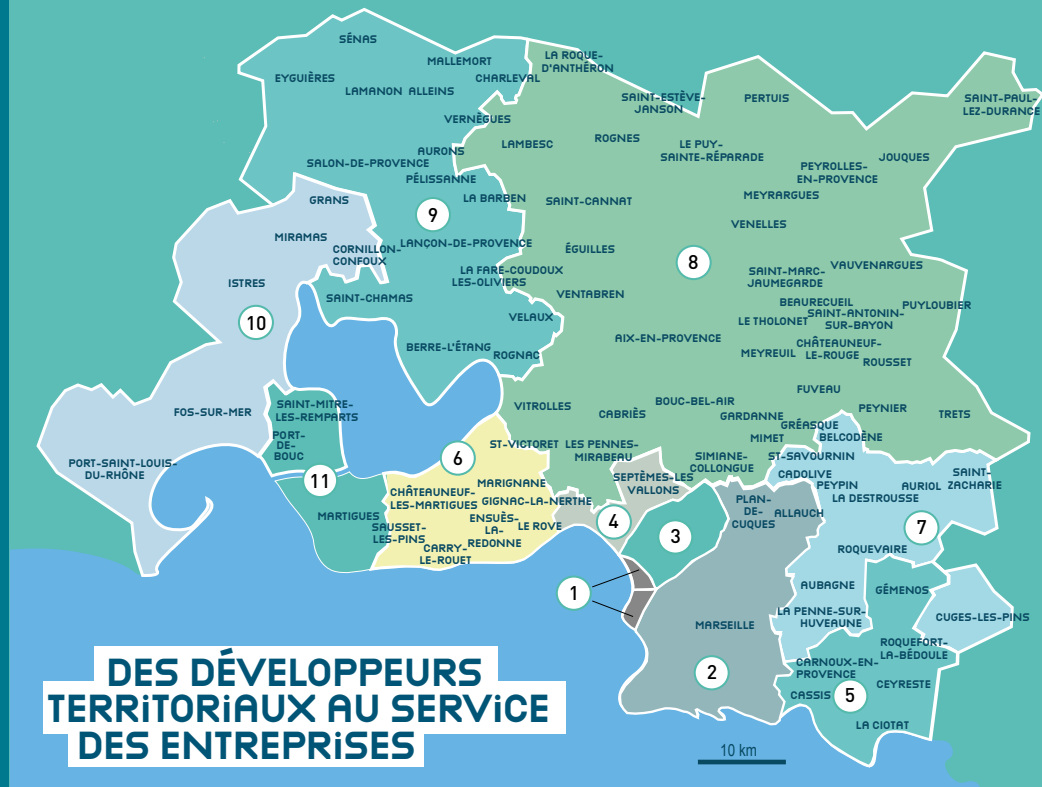 SÉNAS
MALLEMORT
EYGUIÈRES
CHARLEVAL
LAMANON ALLEINS
VERNÈGUES
AURONS
SALON-DE-PROVENCE
PÉLISSANNE
LA BARBEN
9
LANÇON-DE-PROVENCE
LA FARE-COUDOUX
LES-OLIVIERS
SAINT-CHAMAS
VELAUX
BERRE-L'ÉTANG
ROGNAC
GRANS
MIRAMAS
CORNILLON-
CONFOUX
ISTRES
10
FOS-SUR-MER
PORT-SAINT-LOUIS-
DU-RHÔNE
SAINT-MITRE-
LES-REMPARTS
PORT-
DE-
BOUC
11
MARTIGUES
LA ROQUE-
D'ANTHÉRON
SAINT-ESTÈVE-
JANSON
PERTUIS
SAINT-PAUL-
LEZ-DURANCE
LAMBESC
ROGNES
LE PUY-
SAINTE-RÉPARADE
PEYROLLES-
EN-PROVENCE
JOUQUES
MEYRARGUES
SAINT-CANNAT
VENELLES
ÉGUILLES
8
SAINT-MARC-
JAUMEGARDE
VAUVENARGUES
VENTABREN
BEAURECUEIL
PUYLOUBIER
LE THOLONET
SAINT-ANTONIN-
SUR-BAYON
AIX-EN-PROVENCE
CHÂTEAUNEUF-
LE-ROUGE
MEYREUIL
ROUSSET
FUVEAU
VITROLLES
CABRIÈS
BOUC-BEL-AIR
GARDANNE
PEYNIER
TRETS
GRÉASQUE
MIMET
LES PENNES-
MIRABEAU
SIMIANE-
COLLONGUE
6
ST-VICTORET
MARIGNANE
CHÂTEAUNEUF-
LES-MARTIGUES
GIGNAC-LA-NERTHE
ENSUÈS-
LA-
REDONNE
LE ROVE
SAUSSET-
LES-PINS
CARRY-
LE-ROUET
SEPTÈMES-LES
VALLONS
4
3
1
PLAN-
DE-
CUQUES
ALLAUCH
MARSEILLE
2
BELCODÈNE
ST-SAVOURNIN
CADOLIVE
PEYPIN
AURIOL
SAINT-
ZACHARIE
LA DESTROUSSE
7
ROQUEVAIRE
AUBAGNE
LA PENNE-SUR-
HUVEAUNE
CUGES-LES-PINS
GÉMENOS
ROQUEFORT-
LA-BÉDOULE
CARNOUX-EN-
PROVENCE
CASSIS
5
CEYRESTE
LA CIOTAT
10 km
DES DÉVELOPPEURS
TERRiTORiAUX AU SERViCE
DES ENTREPRiSES